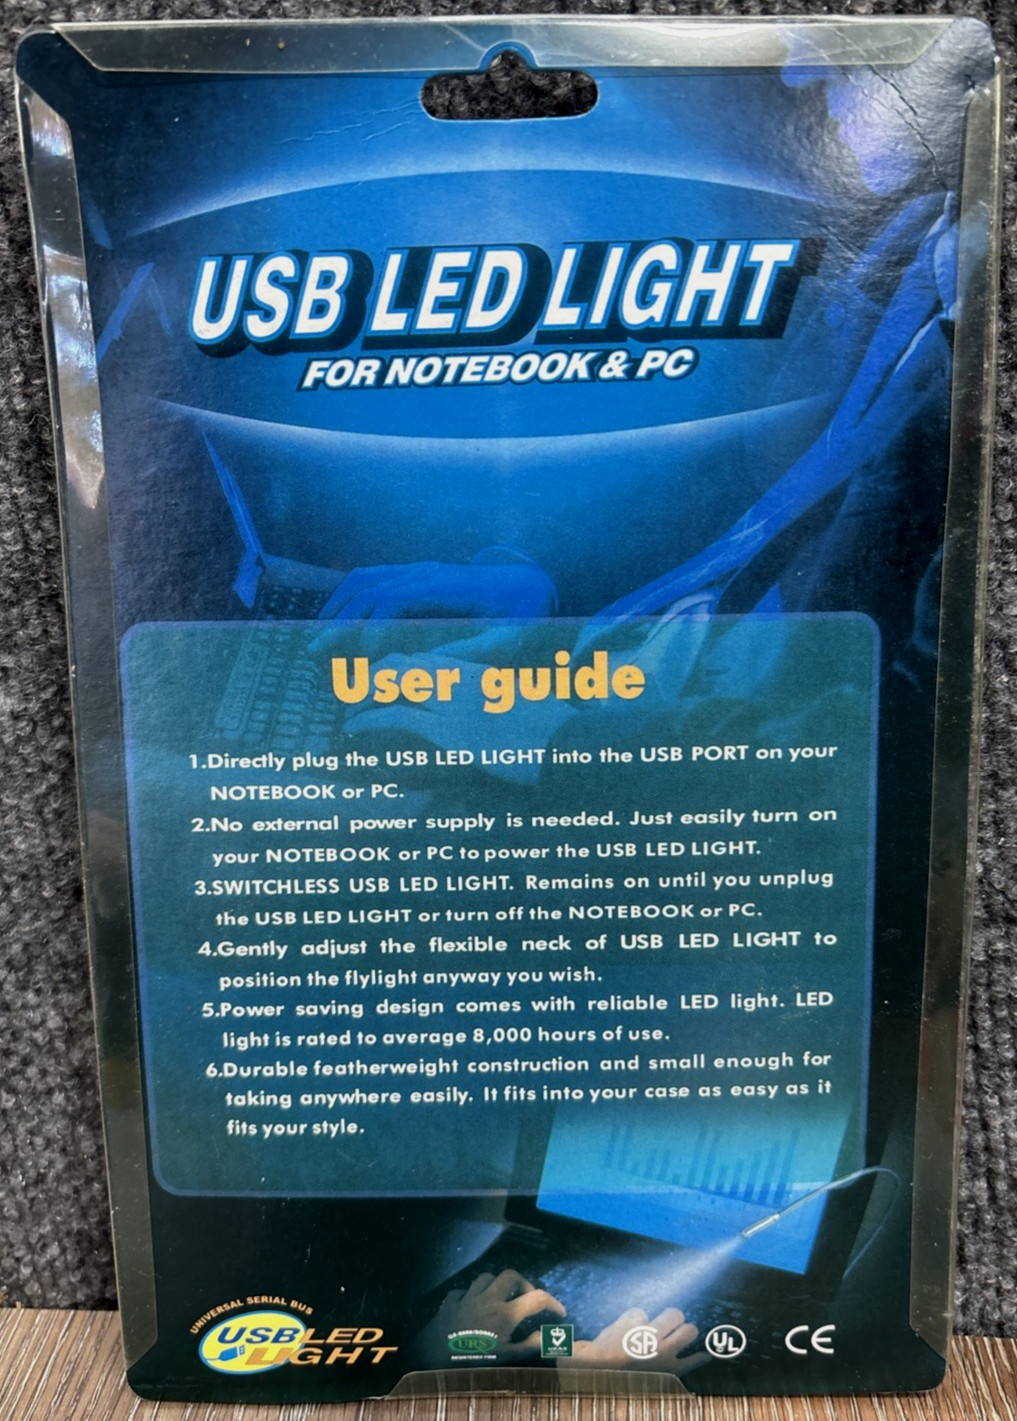 USB LED LIGHT
FOR NOTEBOOK & PC
User guide
1.Directly plug the USB LED LIGHT into the USB PORT on your
NOTEBOOK or PC.
2.No external power supply is needed. Just easily turn on
your NOTEBOOK or PC to power the USB LED LIGHT.
3.SWITCHLESS USB LED LIGHT. Remains on until you unplug
the USB LED LIGHT or turn off the NOTEBOOK or PC.
4.Gently adjust the flexible neck of USB LED LIGHT to
position the flylight anyway you wish.
5.Power saving design comes with reliable LED light. LED
light is rated to average 8,000 hours of use.
6.Durable featherweight construction and small enough for
taking anywhere easily. It fits into your case as easy as it
fits your style.
UNIVERSAL SERIAL BUS
USB LED
LIGHT
URS
SA
UL
CE